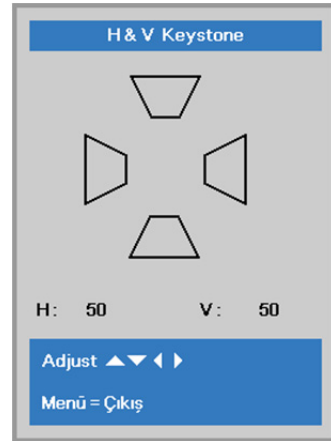 H & V Keystone
H: 50 V: 50
Adjust ▲▼◀▶
Menü = Çıkış